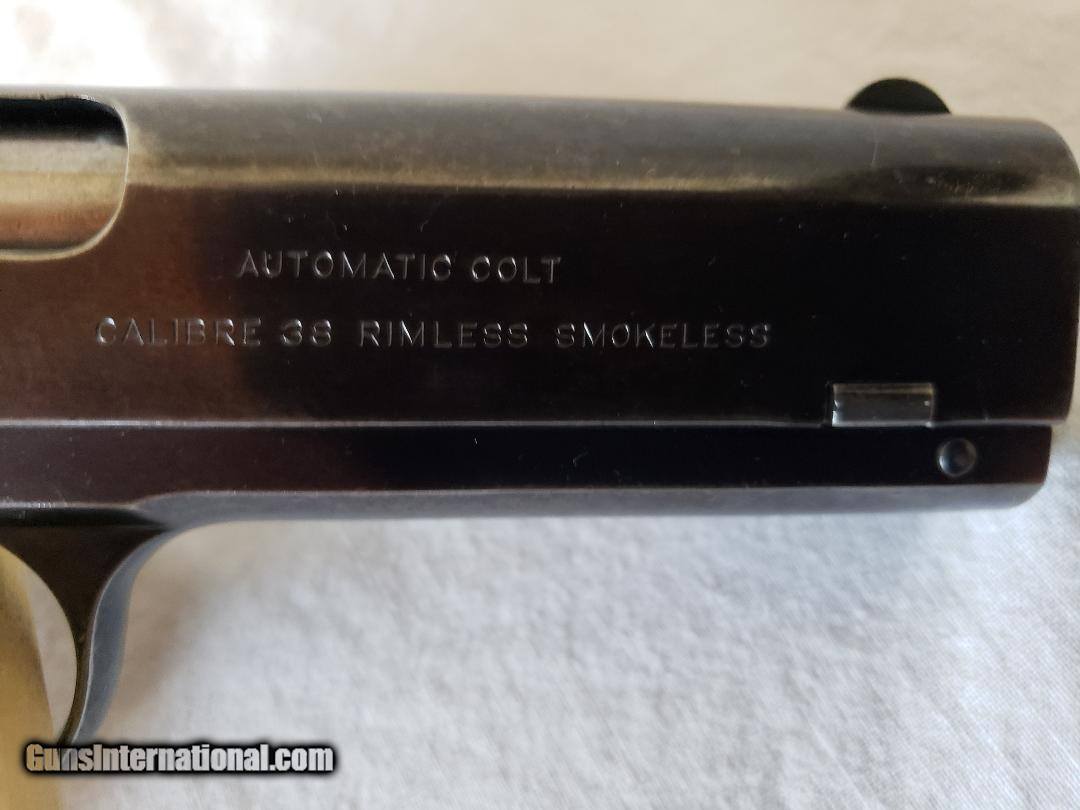 AUTOMATIC COLT
CALIBRE 38 RIMLESS SMOKELESS
GunsInternational.com